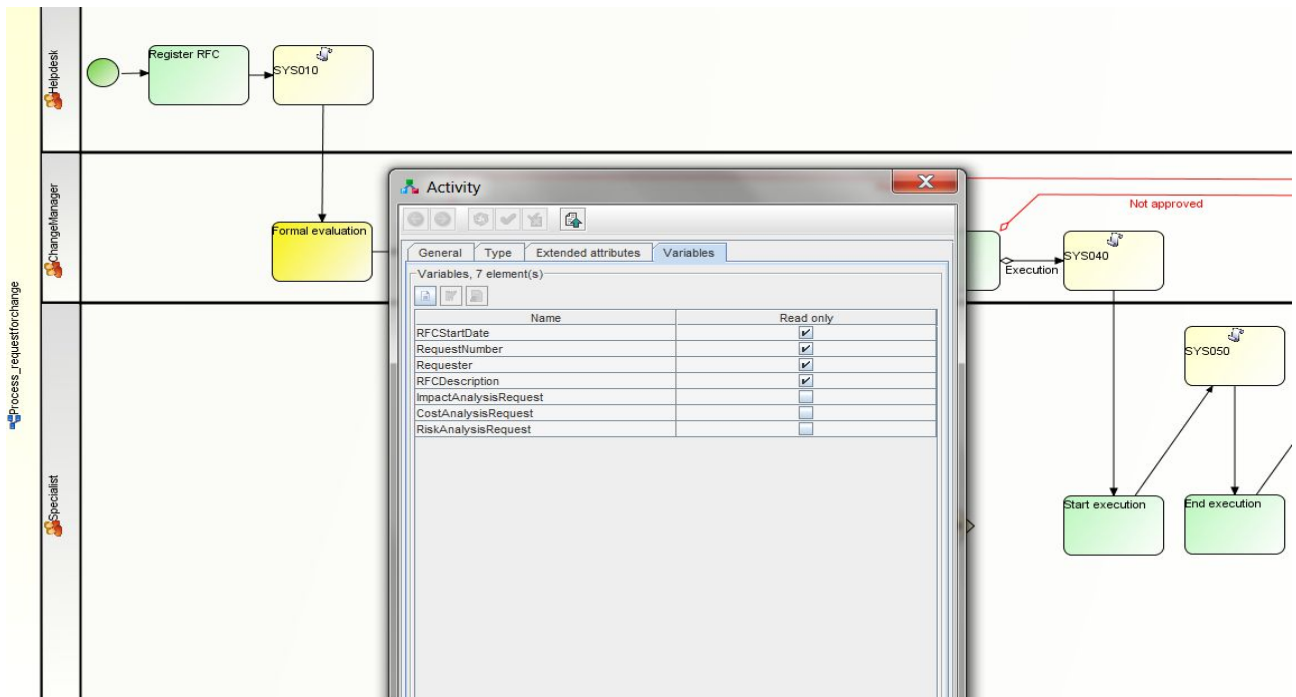 Process_requestforchange
Helpdesk
Register RFC
SYS010
ChangeManager
Formal evaluation
Not approved
Execution
SYS040
Specialist
SYS050
Start execution
End execution
Activity
General Type Extended attributes Variables
Variables, 7 element(s)
Name Read only
RFCStartDate
RequestNumber
Requester
RFCDescription
ImpactAnalysisRequest
CostAnalysisRequest
RiskAnalysisRequest